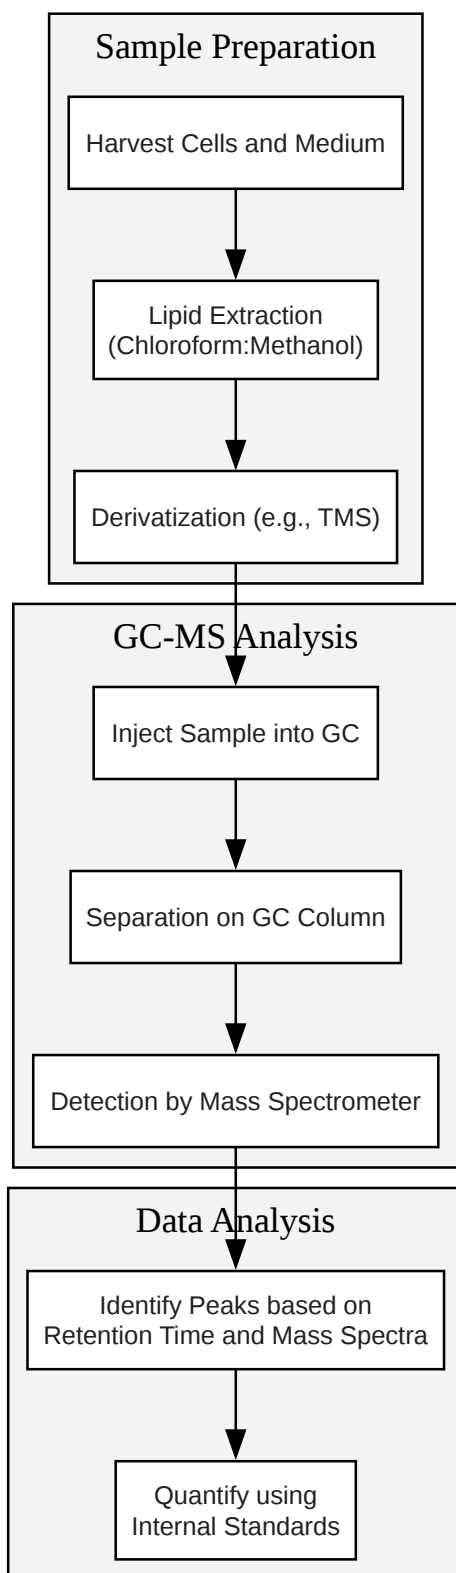 Sample Preparation
Harvest Cells and Medium
Lipid Extraction
(Chloroform:Methanol)
Derivatization (e.g., TMS)
GC-MS Analysis
Inject Sample into GC
Separation on GC Column
Detection by Mass Spectrometer
Data Analysis
Identify Peaks based on
Retention Time and Mass Spectra
Quantify using
Internal Standards